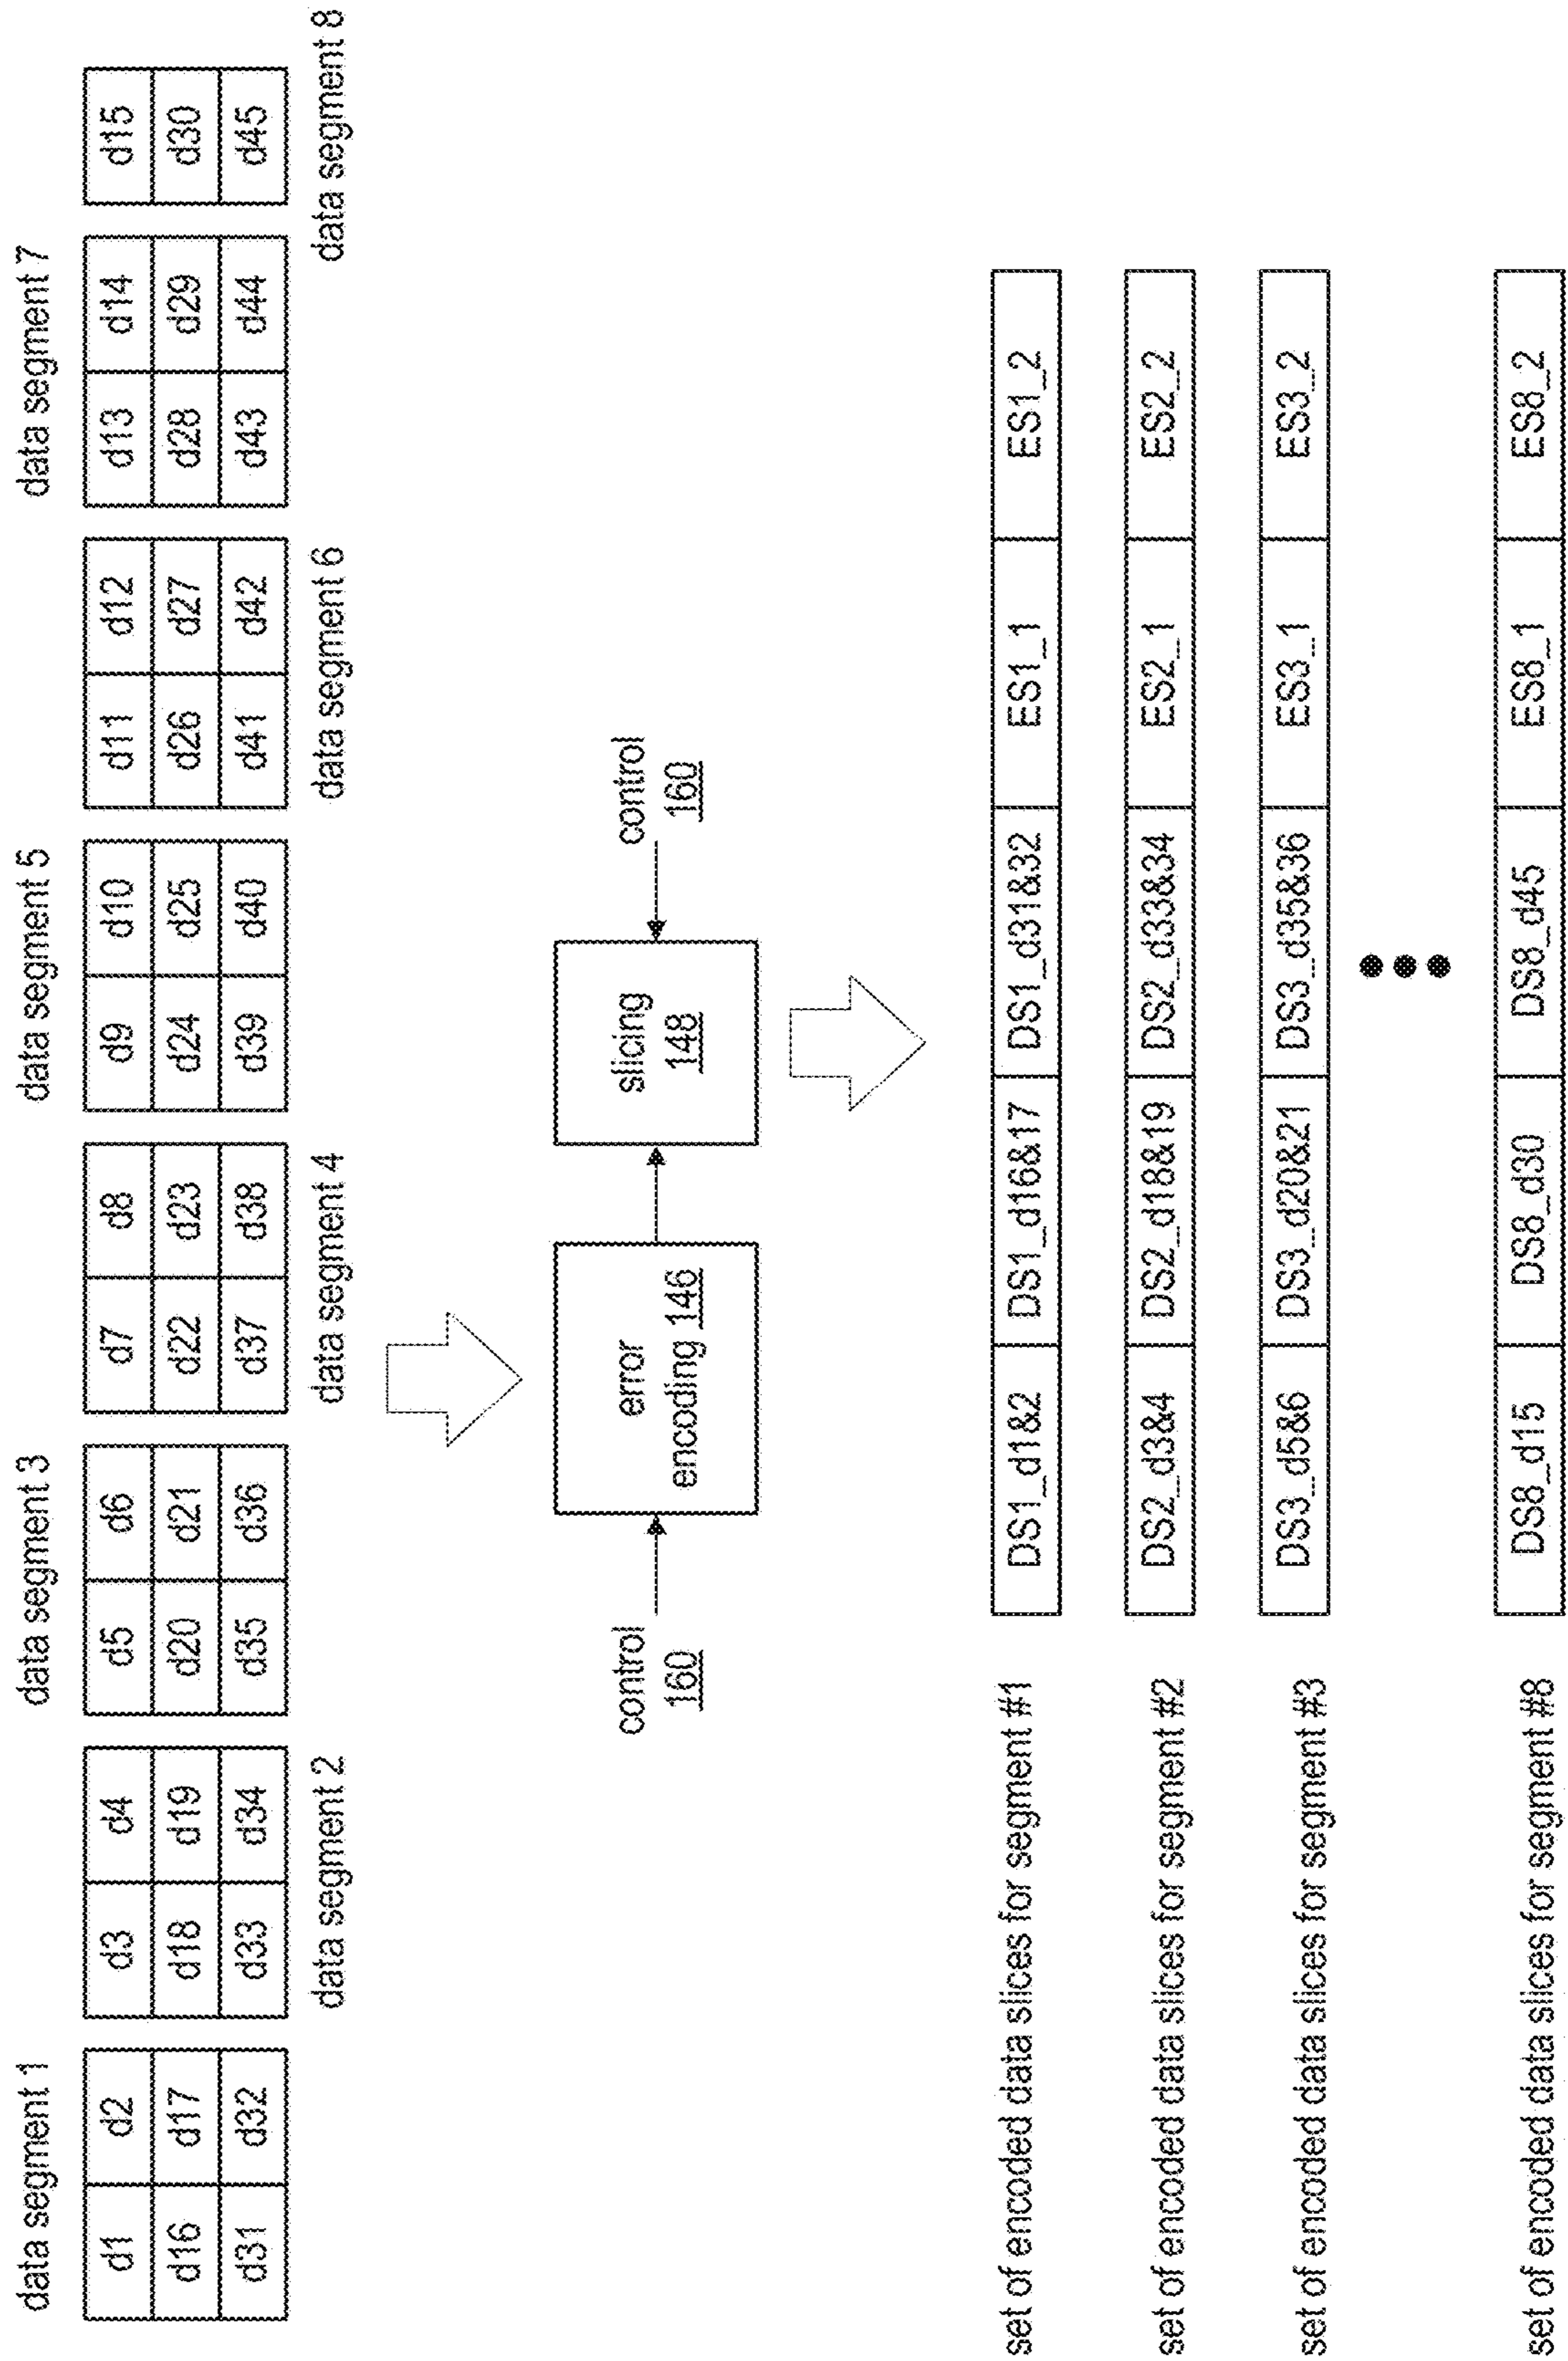 data segment 1
data segment 3
data segment 5
data segment 7
d1 d2 d3 d4 d5 d6 d7 d8 d9 d10 d11 d12 d13 d14 d15
d16 d17 d18 d19 d20 d21 d22 d23 d24 d25 d26 d27 d28 d29 d30
d31 d32 d33 d34 d35 d36 d37 d38 d39 d40 d41 d42 d43 d44 d45
data segment 2
data segment 4
data segment 6
data segment 8
control
160
error
encoding 146
slicing
148
control
160
set of encoded data slices for segment #1
DS1_d1&2 DS1_d16&17 DS1_d31&32 ES1_1 ES1_2
set of encoded data slices for segment #2
DS2_d3&4 DS2_d18&19 DS2_d33&34 ES2_1 ES2_2
set of encoded data slices for segment #3
DS3_d5&6 DS3_d20&21 DS3_d35&36 ES3_1 ES3_2
set of encoded data slices for segment #8
DS8_d15 DS8_d30 DS8_d45 ES8_1 ES8_2